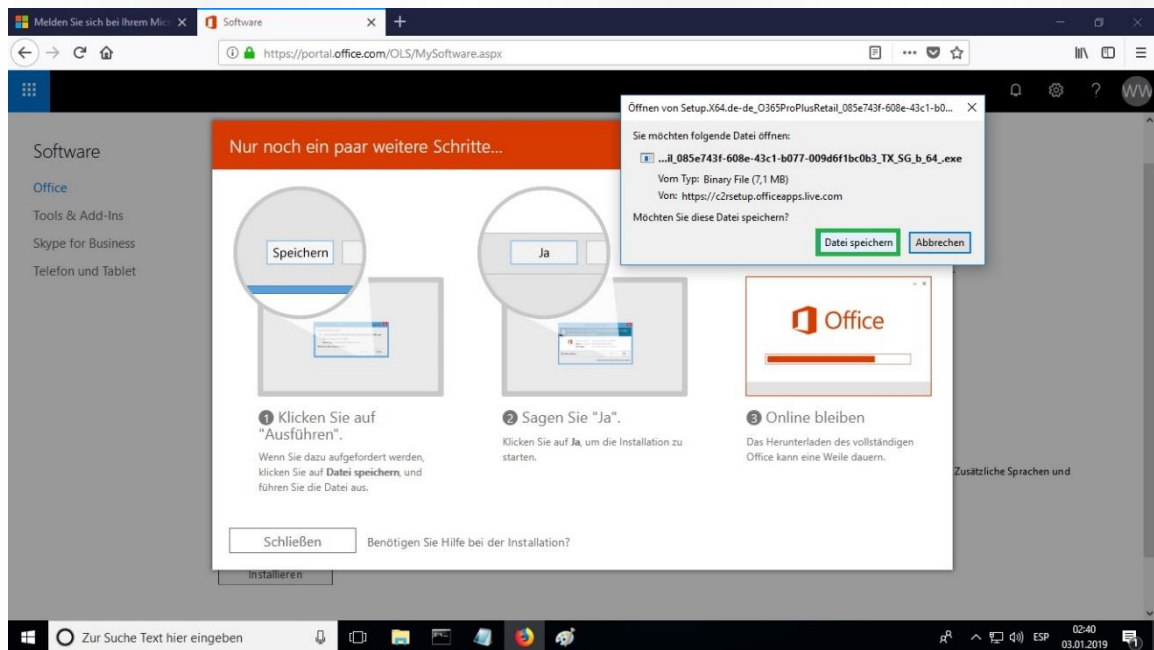 Melden Sie sich bei Ihrem Mic
Software
https://portal.office.com/OLS/MySoftware.aspx
WW
Software
Office
Tools & Add-Ins
Skype for Business
Telefon und Tablet
Nur noch ein paar weitere Schritte...
Öffnen von Setup.X64.de-de_O365ProPlusRetail_085e743f-608e-43c1-b0...
Sie möchten folgende Datei öffnen:
...il_085e743f-608e-43c1-b077-009d6f1bc0b3_TX_SG_b_64_.exe
Vom Typ: Binary File (7,1 MB)
Von: https://c2rsetup.officeapps.live.com
Möchten Sie diese Datei speichern?
Datei speichern
Abbrechen
Speichern
Ja
Office
1 Klicken Sie auf
"Ausführen".
Wenn Sie dazu aufgefordert werden,
klicken Sie auf Datei speichern, und
führen Sie die Datei aus.
2 Sagen Sie "Ja".
Klicken Sie auf Ja, um die Installation zu
starten.
3 Online bleiben
Das Herunterladen des vollständigen
Office kann eine Weile dauern.
Zusätzliche Sprachen und
Schließen
Benötigen Sie Hilfe bei der Installation?
Installieren
Zur Suche Text hier eingeben
ESP
02:40
03.01.2019